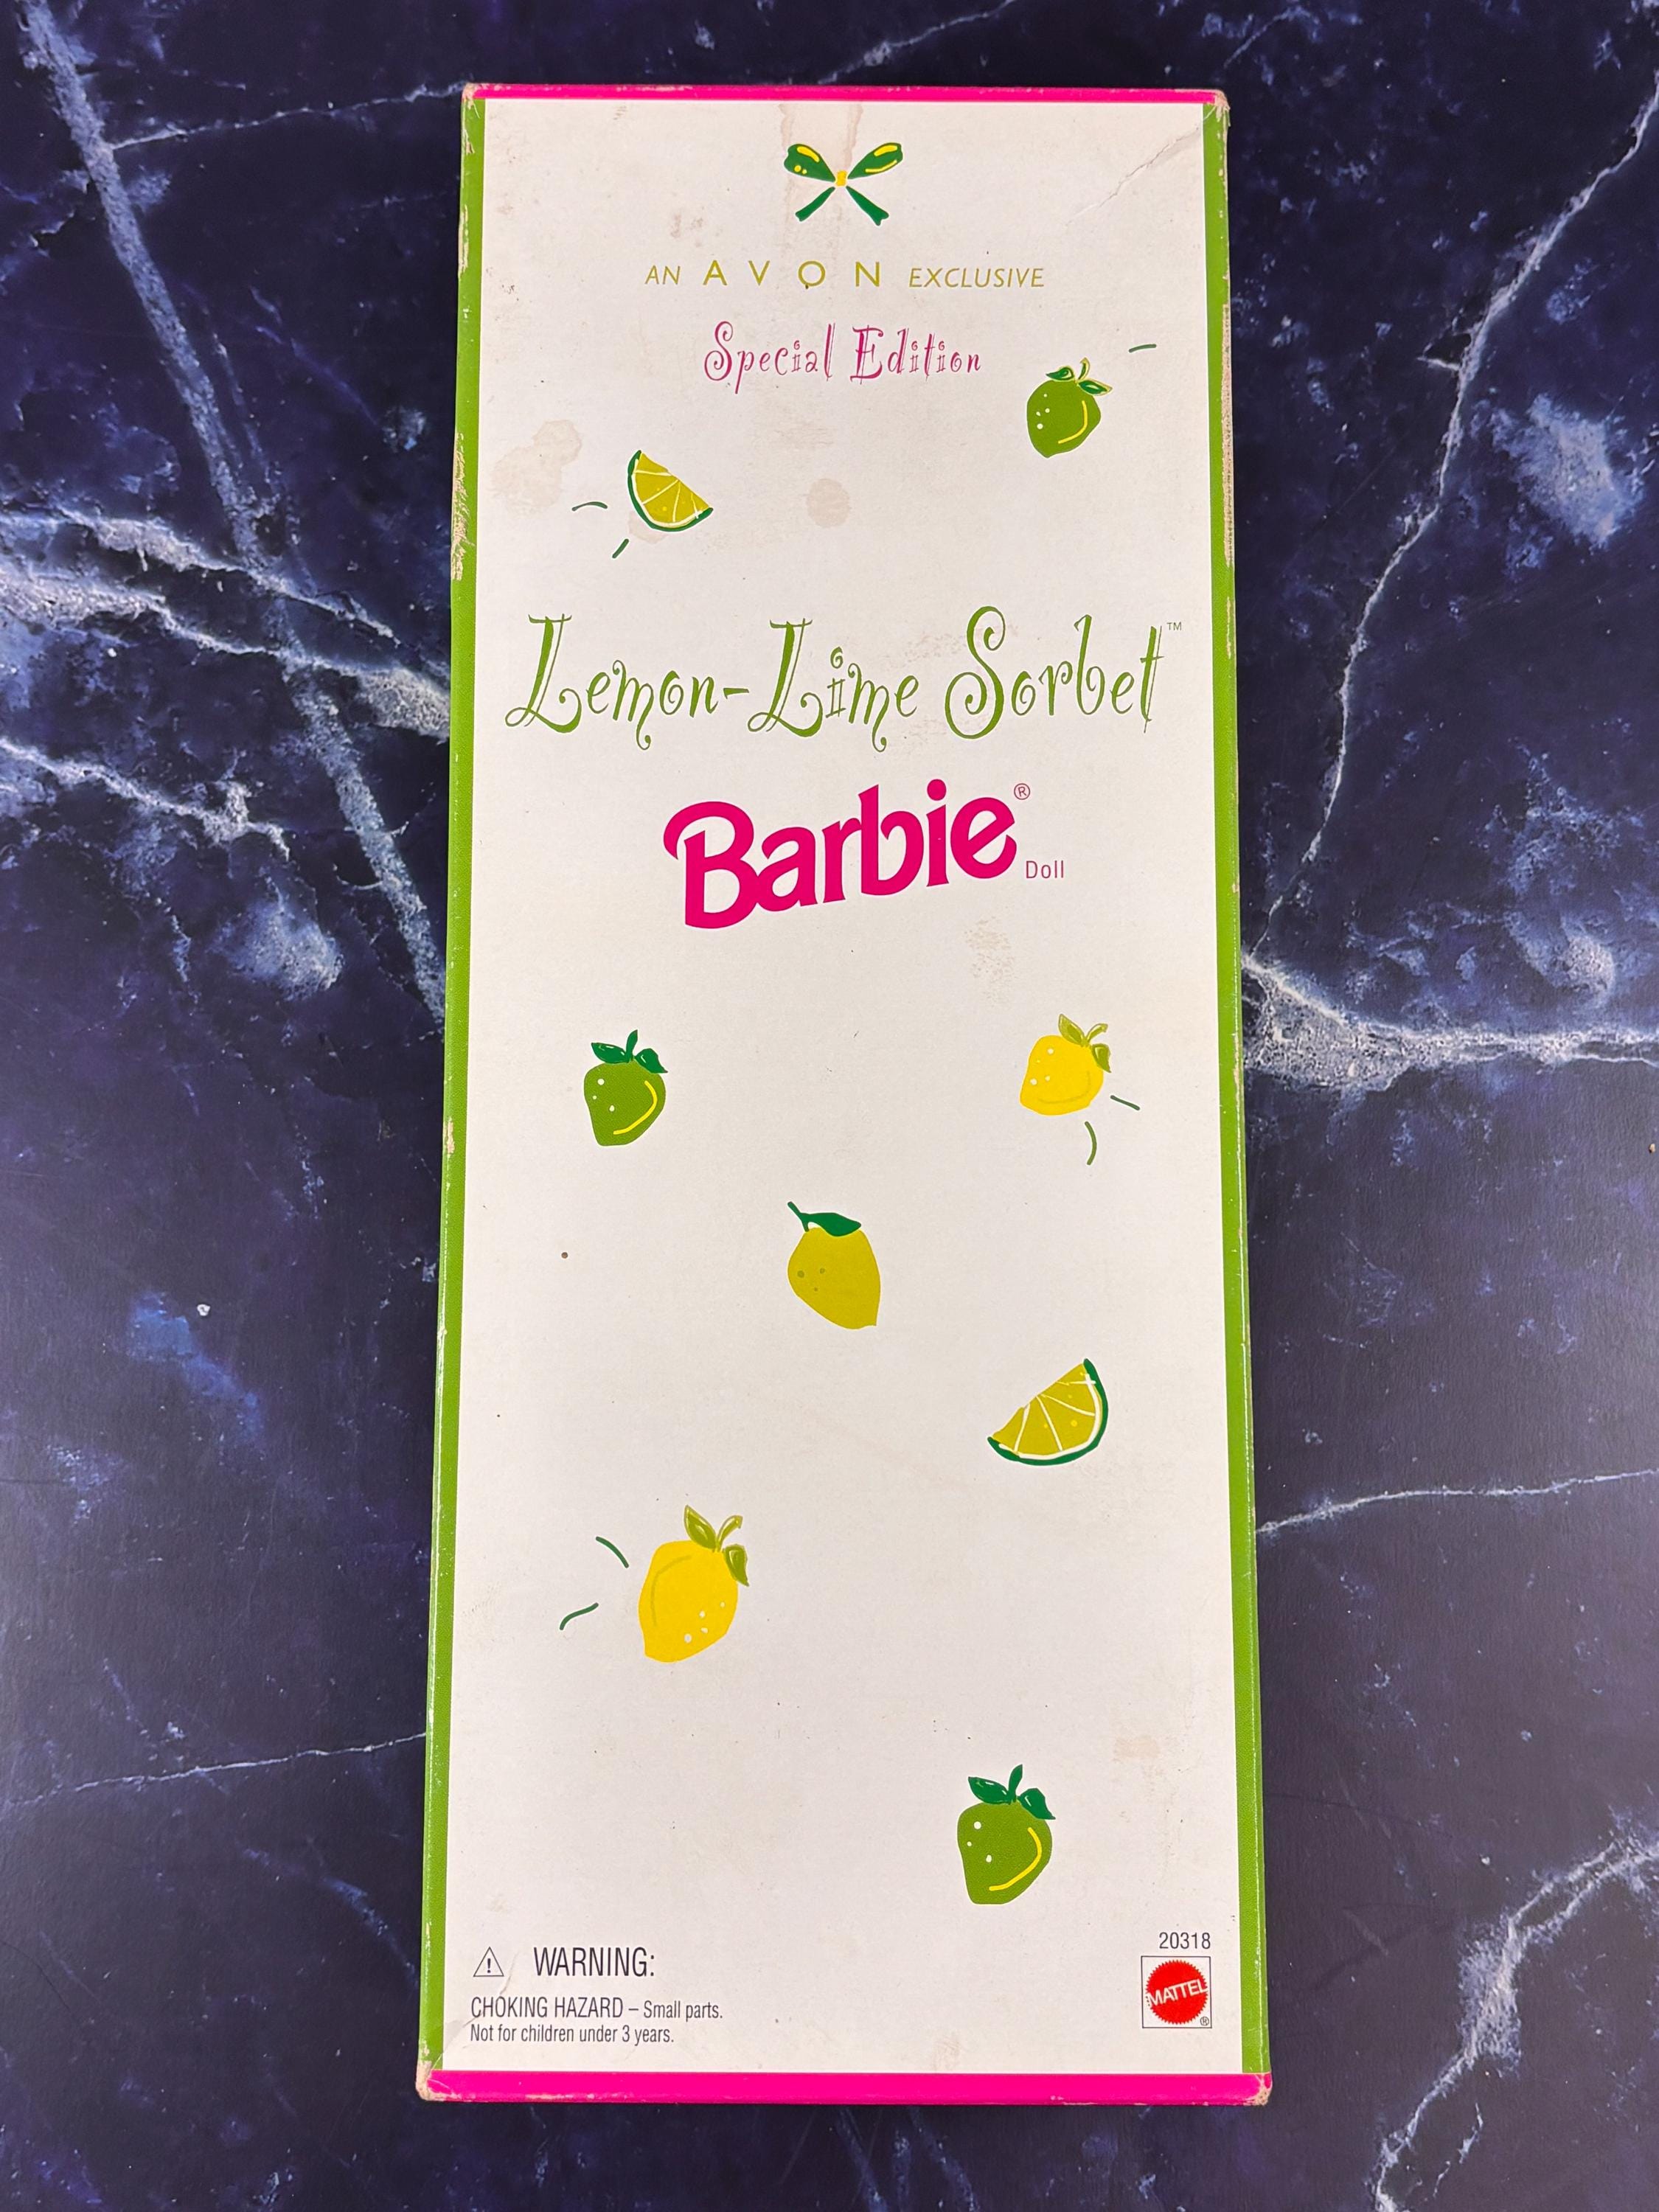 AN AVON EXCLUSIVE
Special Edition
Lemon-Lime Sorbet™
Barbie®
Doll
20318
⚠ WARNING:
CHOKING HAZARD – Small parts.
Not for children under 3 years.
MATTEL®